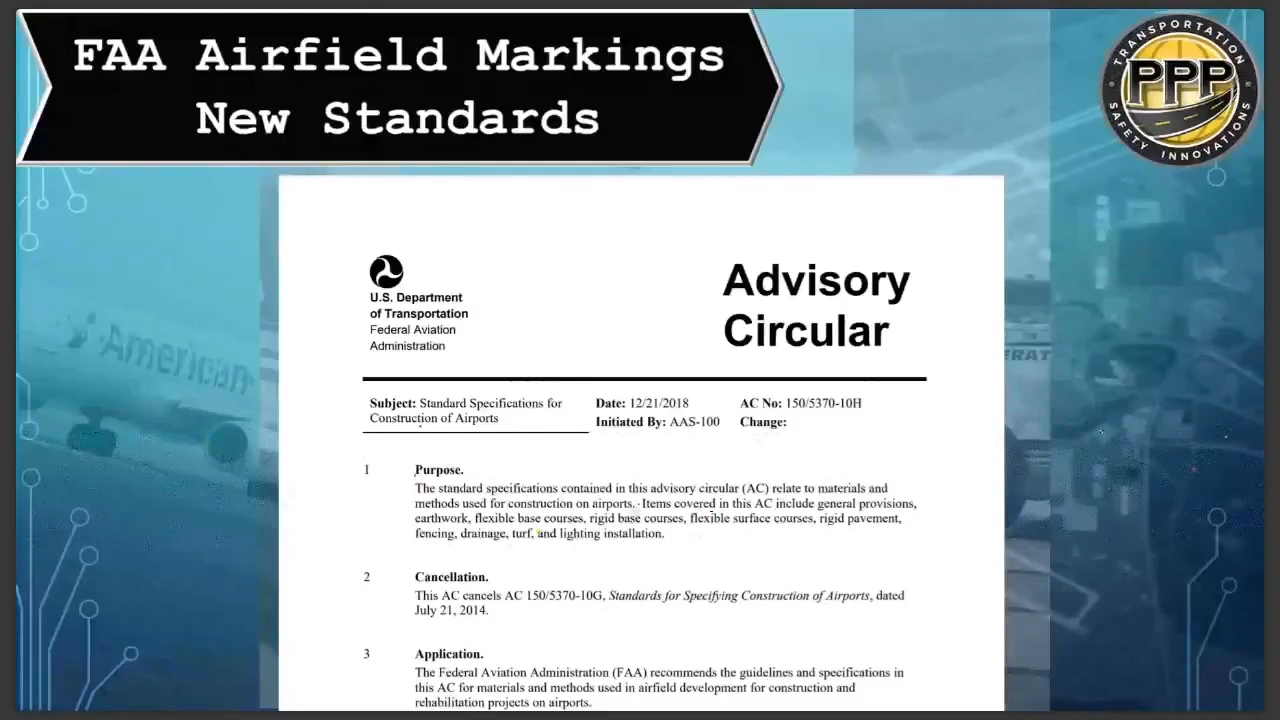 FAA Airfield Markings
New Standards
TRANSPORTATION
PPP
SAFETY INNOVATIONS
American
ERAT
U.S. Department
of Transportation
Federal Aviation
Administration
Advisory
Circular
Subject: Standard Specifications for
Construction of Airports
Date: 12/21/2018
Initiated By: AAS-100
AC No: 150/5370-10H
Change:
1 Purpose.
The standard specifications contained in this advisory circular (AC) relate to materials and
methods used for construction on airports. Items covered in this AC include general provisions,
earthwork, flexible base courses, rigid base courses, flexible surface courses, rigid pavement,
fencing, drainage, turf, and lighting installation.
2 Cancellation.
This AC cancels AC 150/5370-10G, Standards for Specifying Construction of Airports, dated
July 21, 2014.
3 Application.
The Federal Aviation Administration (FAA) recommends the guidelines and specifications in
this AC for materials and methods used in airfield development for construction and
rehabilitation projects on airports.